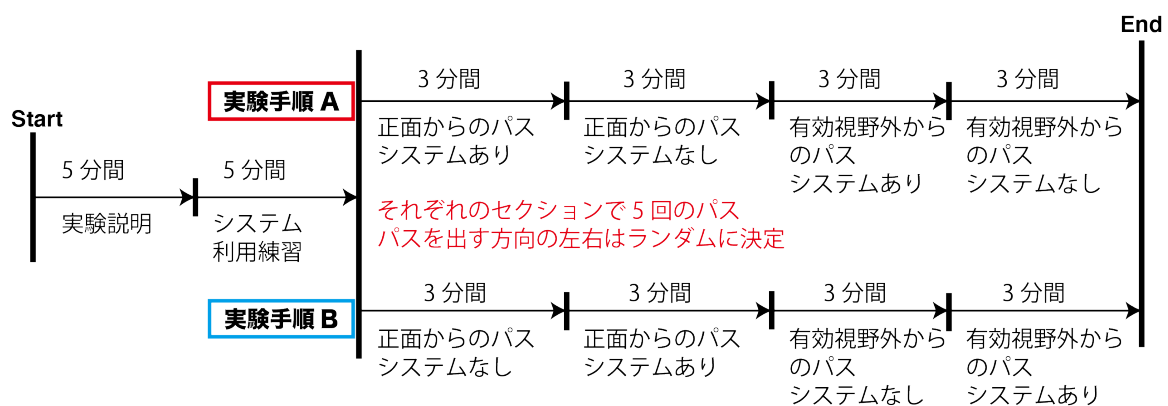 Start
5 分間
実験説明
5 分間
システム
利用練習
実験手順 A
3 分間
正面からのパス
システムあり
3 分間
正面からのパス
システムなし
3 分間
有効視野外から
のパス
システムあり
3 分間
有効視野外から
のパス
システムなし
End
それぞれのセクションで 5 回のパス
パスを出す方向の左右はランダムに決定
実験手順 B
3 分間
正面からのパス
システムなし
3 分間
正面からのパス
システムあり
3 分間
有効視野外から
のパス
システムなし
3 分間
有効視野外から
のパス
システムあり